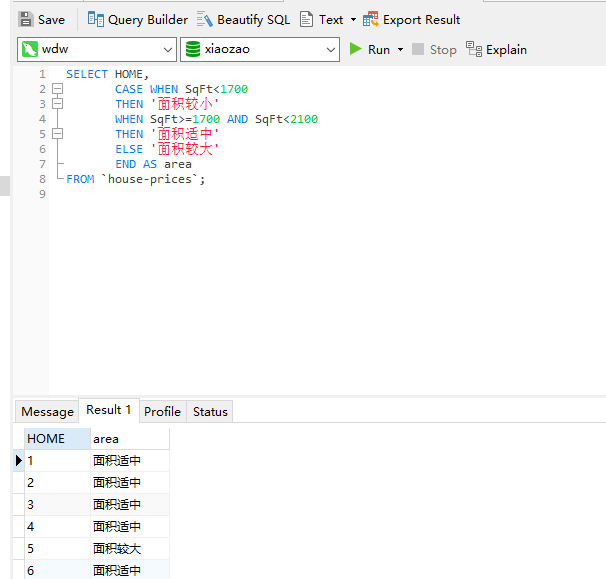 Save Query Builder Beautify SQL Text Export Result
wdw xiaozao Run Stop Explain
1 SELECT HOME,
2 CASE WHEN SqFt<1700
3 THEN '面积较小'
4 WHEN SqFt>=1700 AND SqFt<2100
5 THEN '面积适中'
6 ELSE '面积较大'
7 END AS area
8 FROM `house-prices`;
9
Message Result 1 Profile Status
HOME area
1 面积适中
2 面积适中
3 面积适中
4 面积适中
5 面积较大
6 面积适中